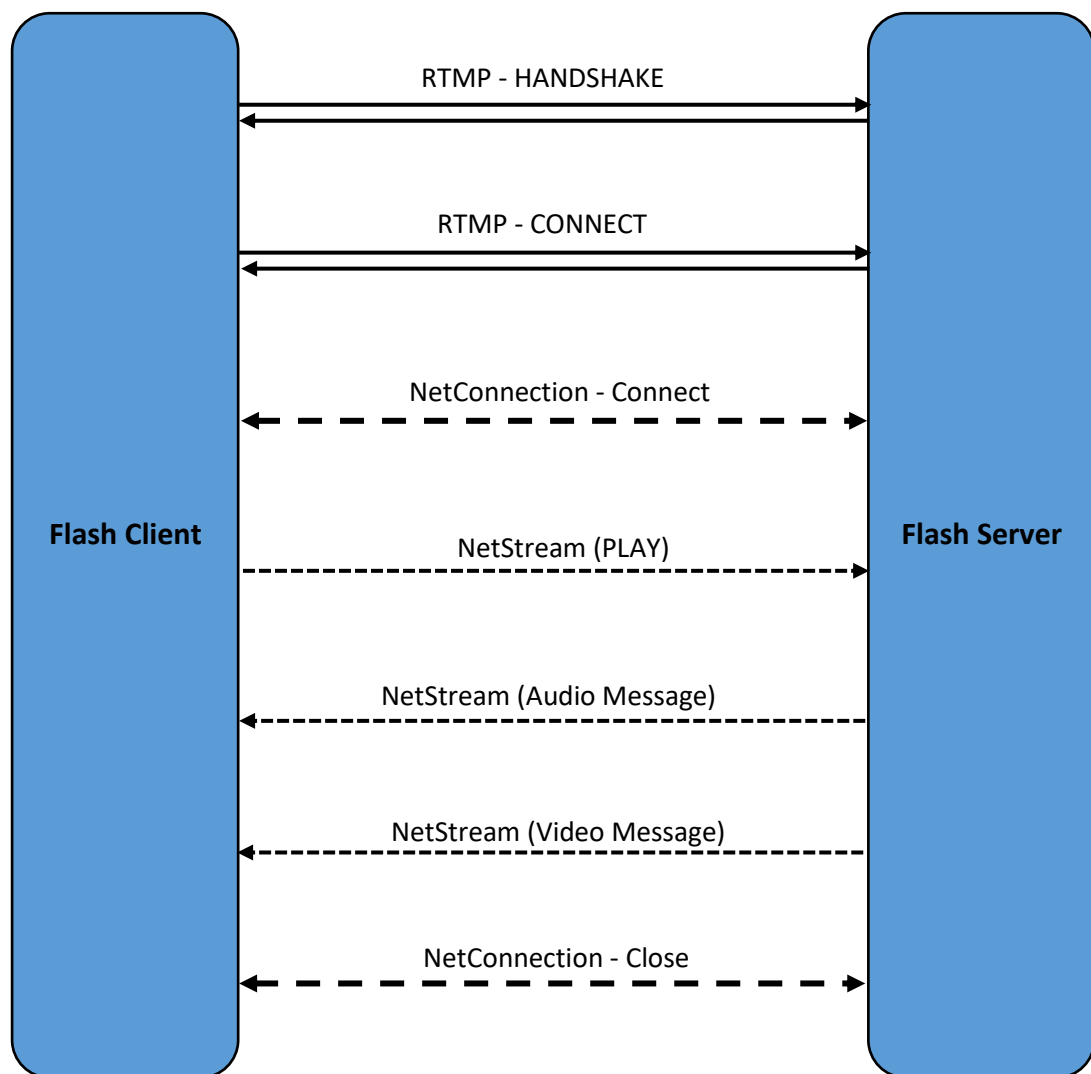 RTMP - HANDSHAKE
RTMP - CONNECT
NetConnection - Connect
Flash Client
Flash Server
NetStream (PLAY)
NetStream (Audio Message)
NetStream (Video Message)
NetConnection - Close